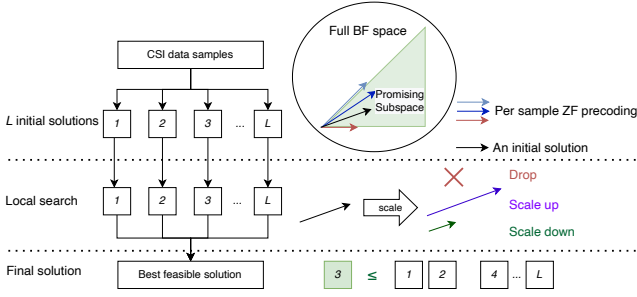 CSI data samples
Full BF space
Promising
Subspace
Per sample ZF precoding
L initial solutions
1 2 3 ... L
An initial solution
Local search
1 2 3 ... L
scale
Drop
Scale up
Scale down
Final solution
Best feasible solution
3 ≤ 1 2 4 ... L